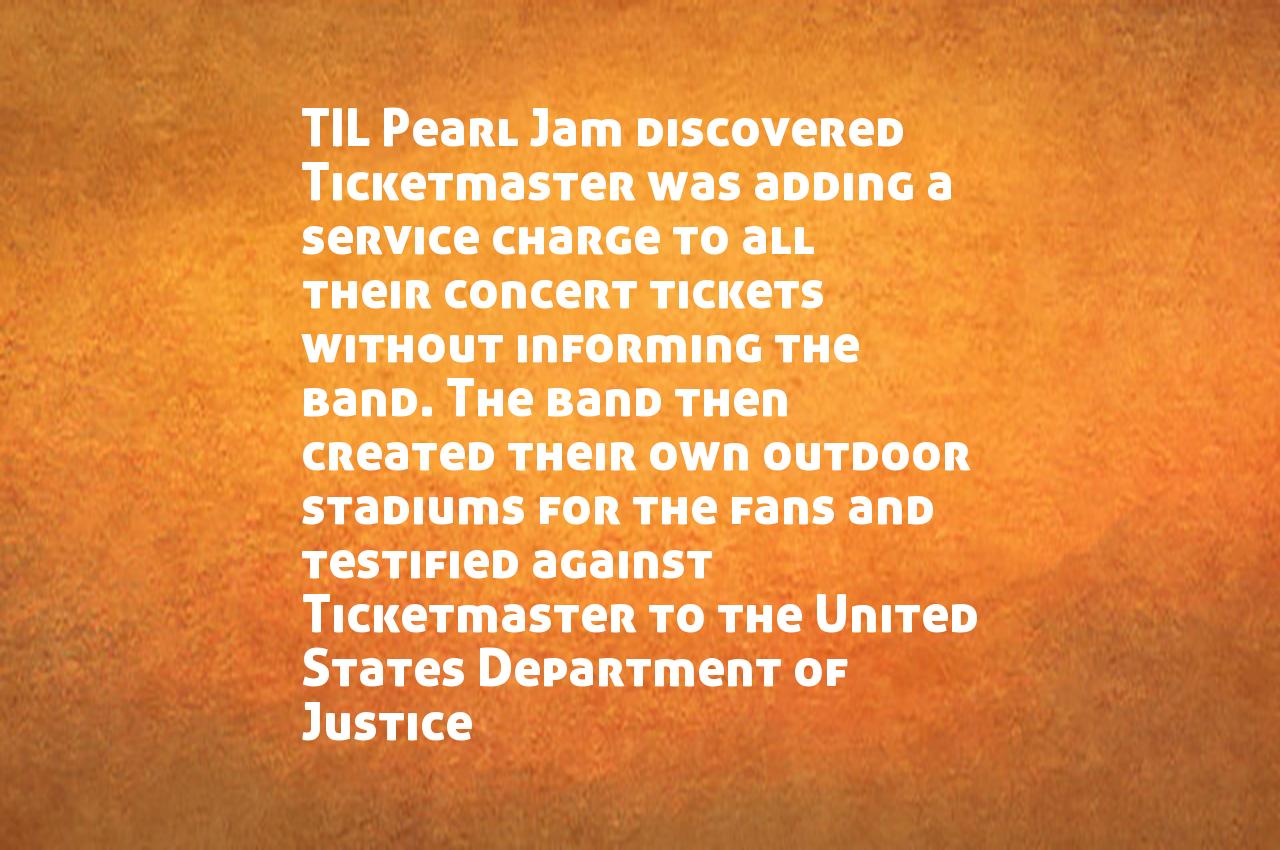 TIL Pearl Jam discovered
Ticketmaster was adding a
service charge to all
their concert tickets
without informing the
band. The band then
created their own outdoor
stadiums for the fans and
testified against
Ticketmaster to the United
States Department of
Justice